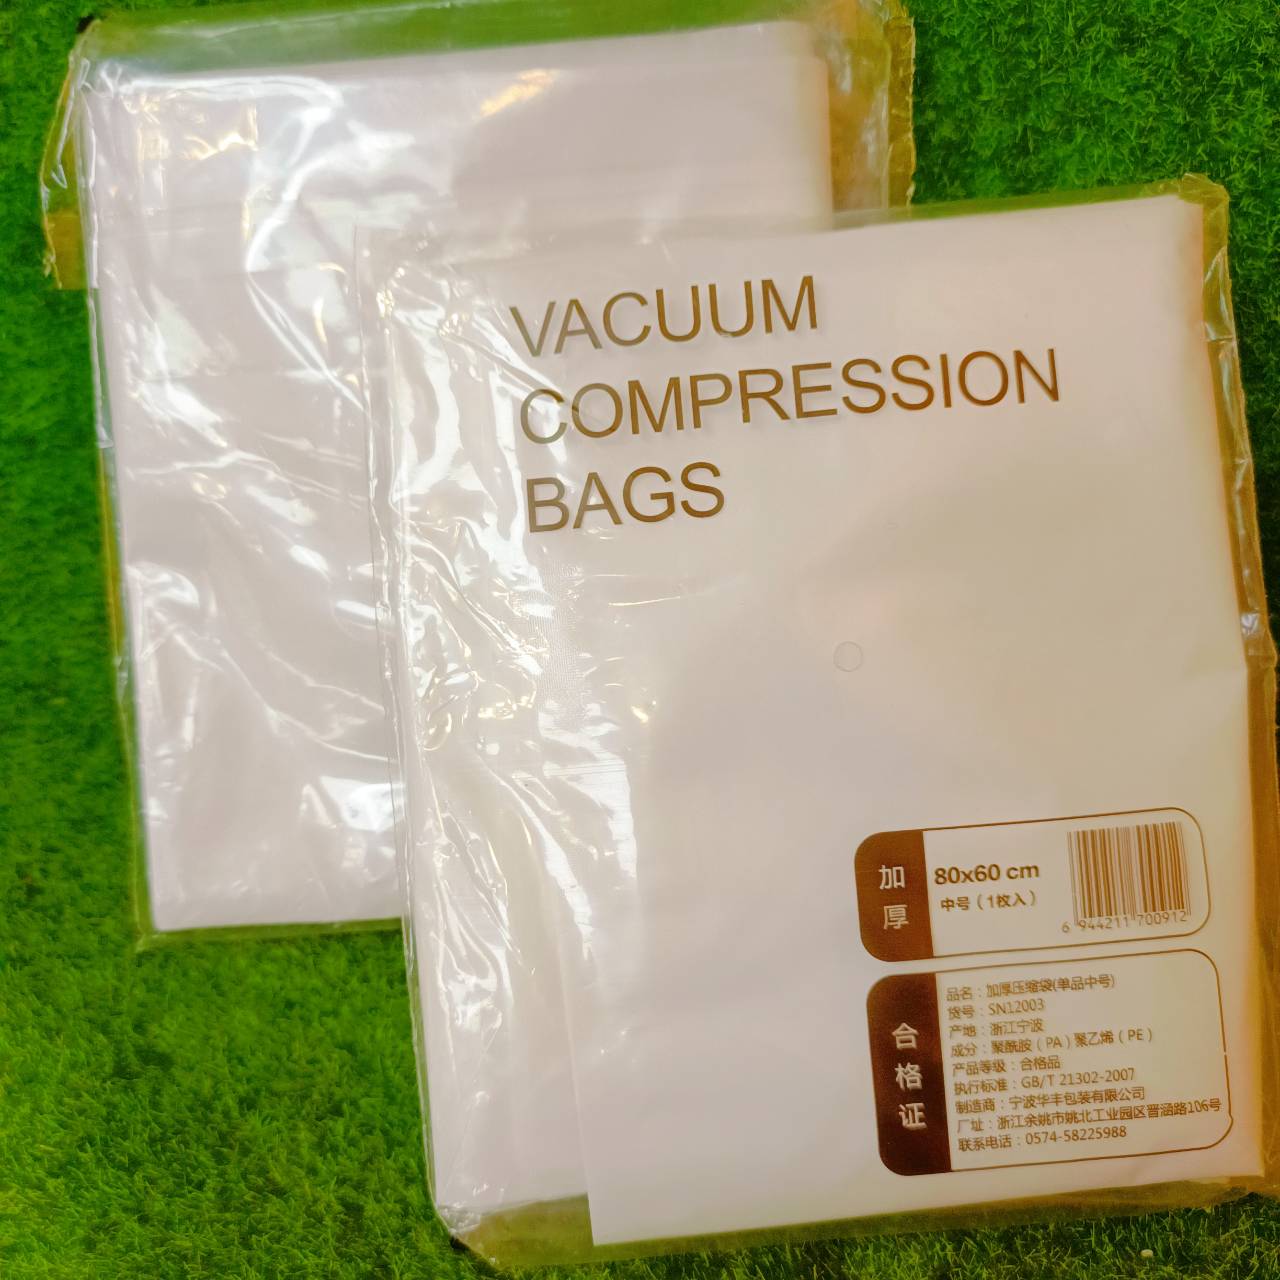 VACUUM
COMPRESSION
BAGS
加厚
80x60 cm
中号（1枚入）
6 944211 700912
合格证
品名：加厚压缩袋(单品中号)
货号：SN12003
产地：浙江宁波
成分：聚酰胺（PA）聚乙烯（PE）
产品等级：合格品
执行标准：GB/T 21302-2007
制造商：宁波华丰包装有限公司
厂址：浙江余姚市姚北工业园区晋涵路106号
联系电话：0574-58225988